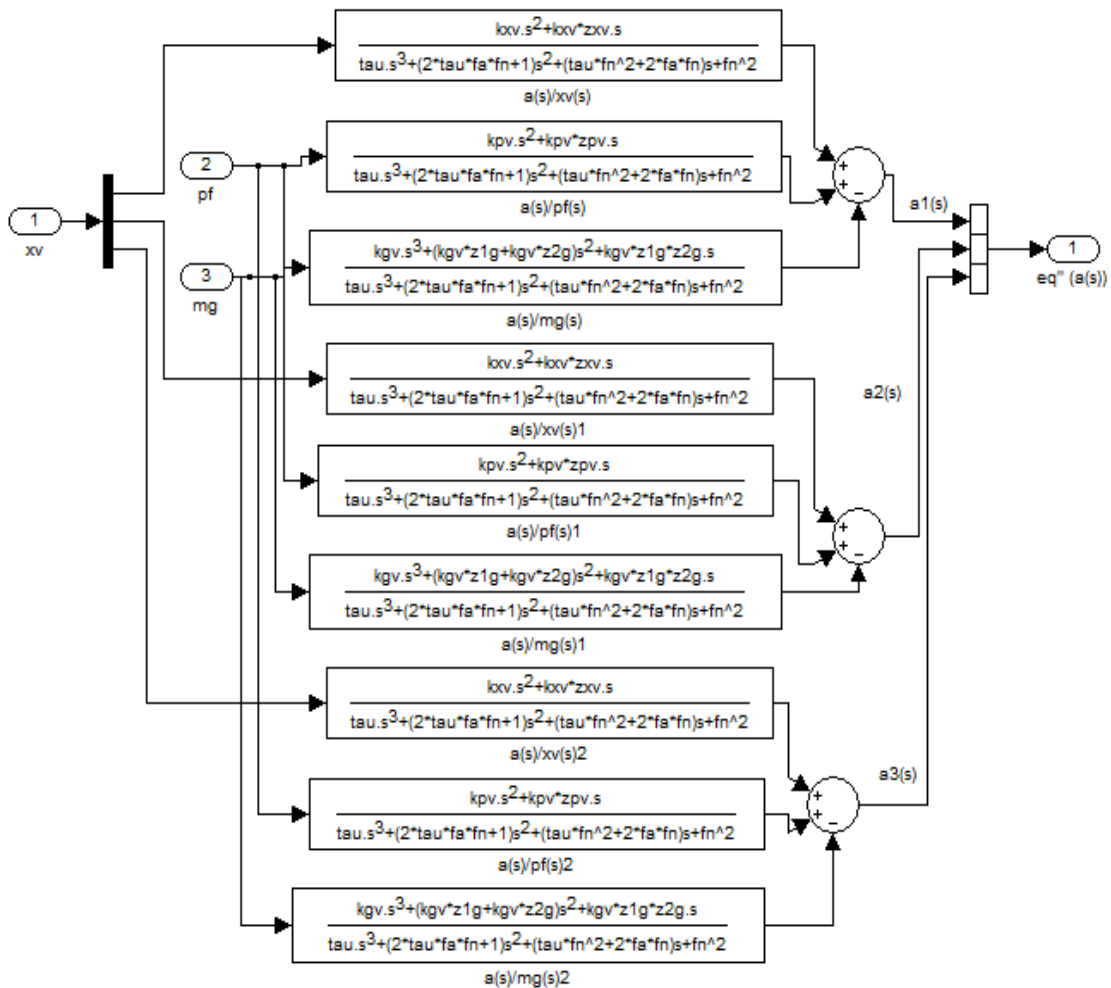 kxv.s²+kxv*zxv.s
tau.s³+(2*tau*fa*fn+1)s²+(tau*fn^2+2*fa*fn)s+fn^2
a(s)/xv(s)
2
pf
kpv.s²+kpv*zpv.s
tau.s³+(2*tau*fa*fn+1)s²+(tau*fn^2+2*fa*fn)s+fn^2
a(s)/pf(s)
+
+
−
a1(s)
1
xv
3
mg
kgv.s³+(kgv*z1g+kgv*z2g)s²+kgv*z1g*z2g.s
tau.s³+(2*tau*fa*fn+1)s²+(tau*fn^2+2*fa*fn)s+fn^2
a(s)/mg(s)
1
eq" (a(s))
kxv.s²+kxv*zxv.s
tau.s³+(2*tau*fa*fn+1)s²+(tau*fn^2+2*fa*fn)s+fn^2
a(s)/xv(s)1
a2(s)
kpv.s²+kpv*zpv.s
tau.s³+(2*tau*fa*fn+1)s²+(tau*fn^2+2*fa*fn)s+fn^2
a(s)/pf(s)1
+
+
−
kgv.s³+(kgv*z1g+kgv*z2g)s²+kgv*z1g*z2g.s
tau.s³+(2*tau*fa*fn+1)s²+(tau*fn^2+2*fa*fn)s+fn^2
a(s)/mg(s)1
kxv.s²+kxv*zxv.s
tau.s³+(2*tau*fa*fn+1)s²+(tau*fn^2+2*fa*fn)s+fn^2
a(s)/xv(s)2
a3(s)
+
+
−
kpv.s²+kpv*zpv.s
tau.s³+(2*tau*fa*fn+1)s²+(tau*fn^2+2*fa*fn)s+fn^2
a(s)/pf(s)2
kgv.s³+(kgv*z1g+kgv*z2g)s²+kgv*z1g*z2g.s
tau.s³+(2*tau*fa*fn+1)s²+(tau*fn^2+2*fa*fn)s+fn^2
a(s)/mg(s)2